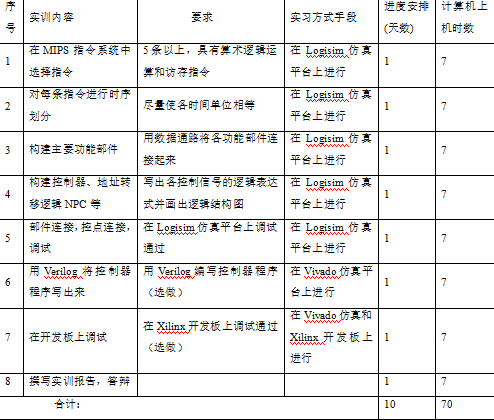 序号 实训内容 要求 实习方式手段 进度安排(天数) 计算机上机时数
1 在 MIPS 指令系统中选择指令 5 条以上，具有算术逻辑运算和访存指令 在 Logisim 仿真平台上进行 1 7
2 对每条指令进行时序划分 尽量使各时间单位相等 在 Logisim 仿真平台上进行 1 7
3 构建主要功能部件 用数据通路将各功能部件连接起来 在 Logisim 仿真平台上进行 1 7
4 构建控制器、地址转移逻辑 NPC 等 写出各控制信号的逻辑表达式并画出逻辑结构图 在 Logisim 仿真平台上进行 1 7
5 部件连接，控点连接，调试 在 Logisim 仿真平台上调试通过 在 Logisim 仿真平台上进行 1 7
6 用 Verilog 将控制器程序写出来 用 Verilog 编写控制器程序（选做） 在 Vivado 仿真平台上进行 1 7
7 在开发板上调试 在 Xilinx 开发板上调试通过（选做） 在 Vivado 仿真和 Xilinx 开发板上进行 1 7
8 撰写实训报告，答辩 1 7
合计： 10 70